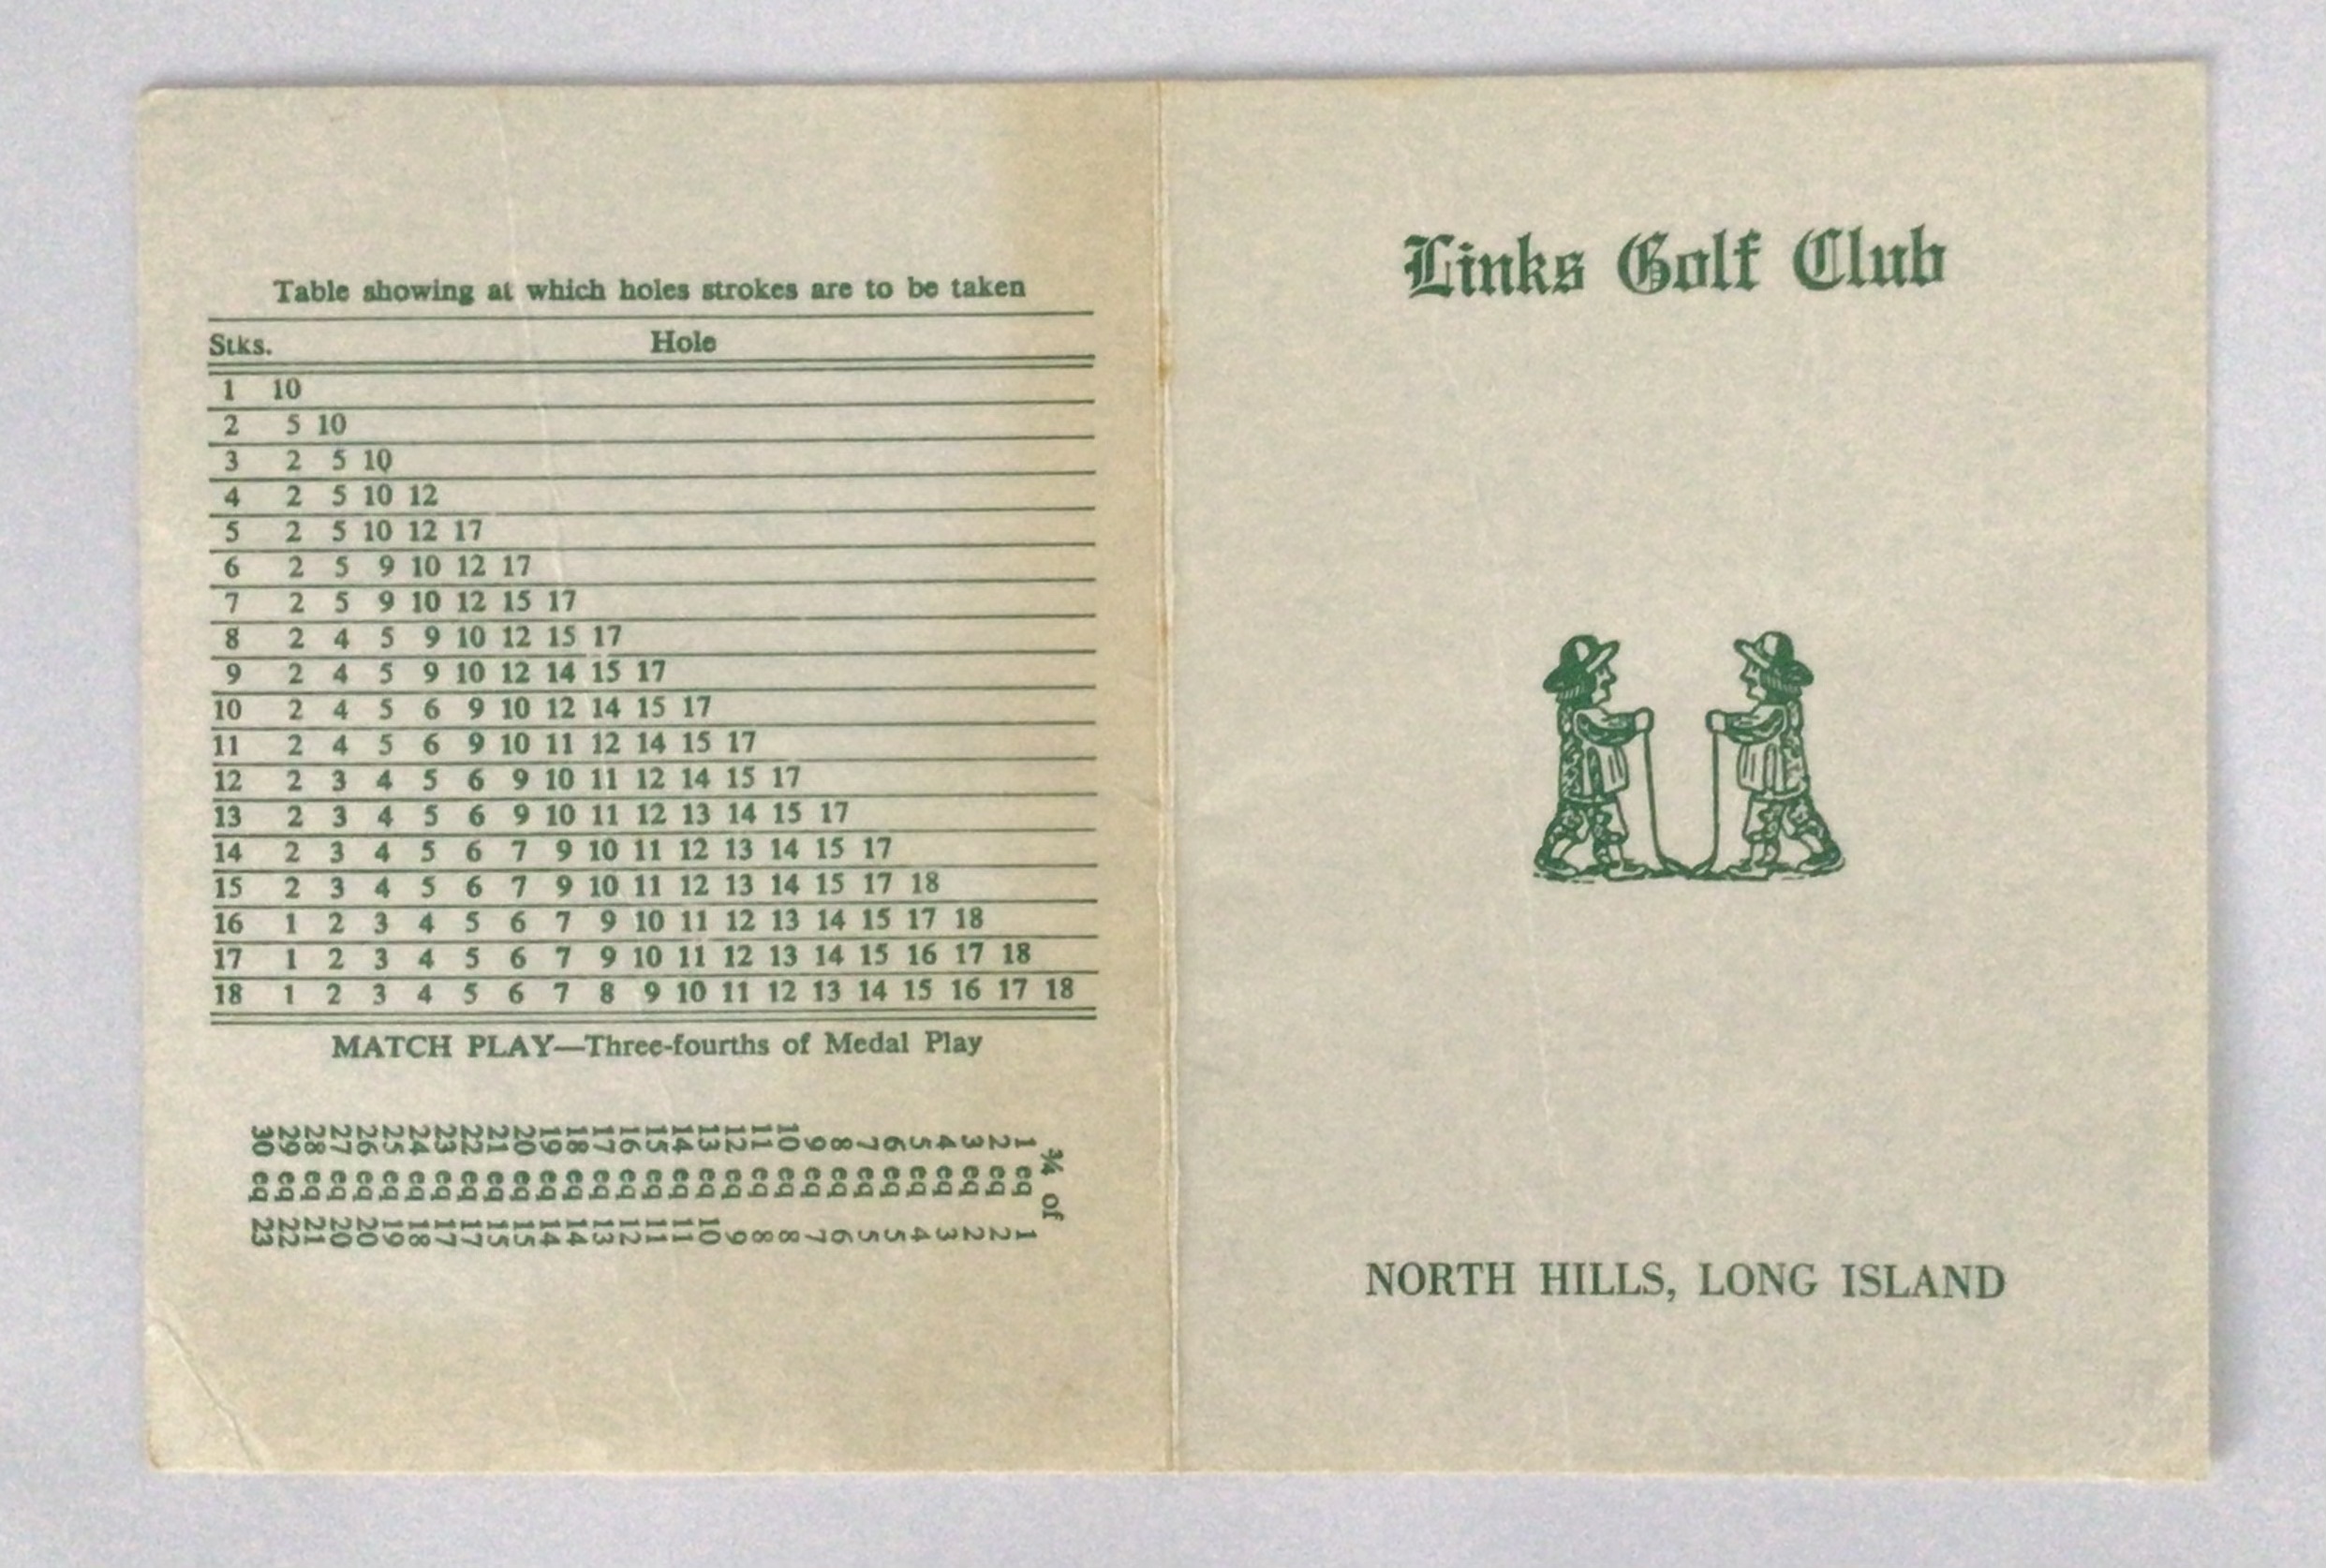 Table showing at which holes strokes are to be taken
Stks. Hole
1 10
2 5 10
3 2 5 10
4 2 5 10 12
5 2 5 10 12 17
6 2 5 9 10 12 17
7 2 5 9 10 12 15 17
8 2 4 5 9 10 12 15 17
9 2 4 5 9 10 12 14 15 17
10 2 4 5 6 9 10 12 14 15 17
11 2 4 5 6 9 10 11 12 14 15 17
12 2 3 4 5 6 9 10 11 12 14 15 17
13 2 3 4 5 6 9 10 11 12 13 14 15 17
14 2 3 4 5 6 7 9 10 11 12 13 14 15 17
15 2 3 4 5 6 7 9 10 11 12 13 14 15 17 18
16 1 2 3 4 5 6 7 9 10 11 12 13 14 15 17 18
17 1 2 3 4 5 6 7 9 10 11 12 13 14 15 16 17 18
18 1 2 3 4 5 6 7 8 9 10 11 12 13 14 15 16 17 18
MATCH PLAY—Three-fourths of Medal Play
¾ of
1 eq 1
2 eq 2
3 eq 2
4 eq 3
5 eq 4
6 eq 5
7 eq 5
8 eq 6
9 eq 7
10 eq 8
11 eq 8
12 eq 9
13 eq 10
14 eq 11
15 eq 11
16 eq 12
17 eq 13
18 eq 14
19 eq 14
20 eq 15
21 eq 15
22 eq 17
23 eq 17
24 eq 18
25 eq 19
26 eq 20
27 eq 20
28 eq 21
29 eq 22
30 eq 23
Links Golf Club
NORTH HILLS, LONG ISLAND